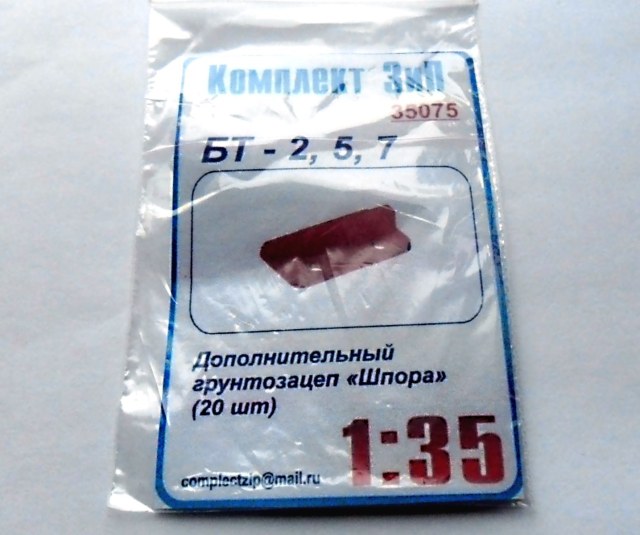 Комплект ЗиП
35075
БТ - 2, 5, 7
Дополнительный
грунтозацеп «Шпора»
(20 шт)
1:35
complectzip@mail.ru